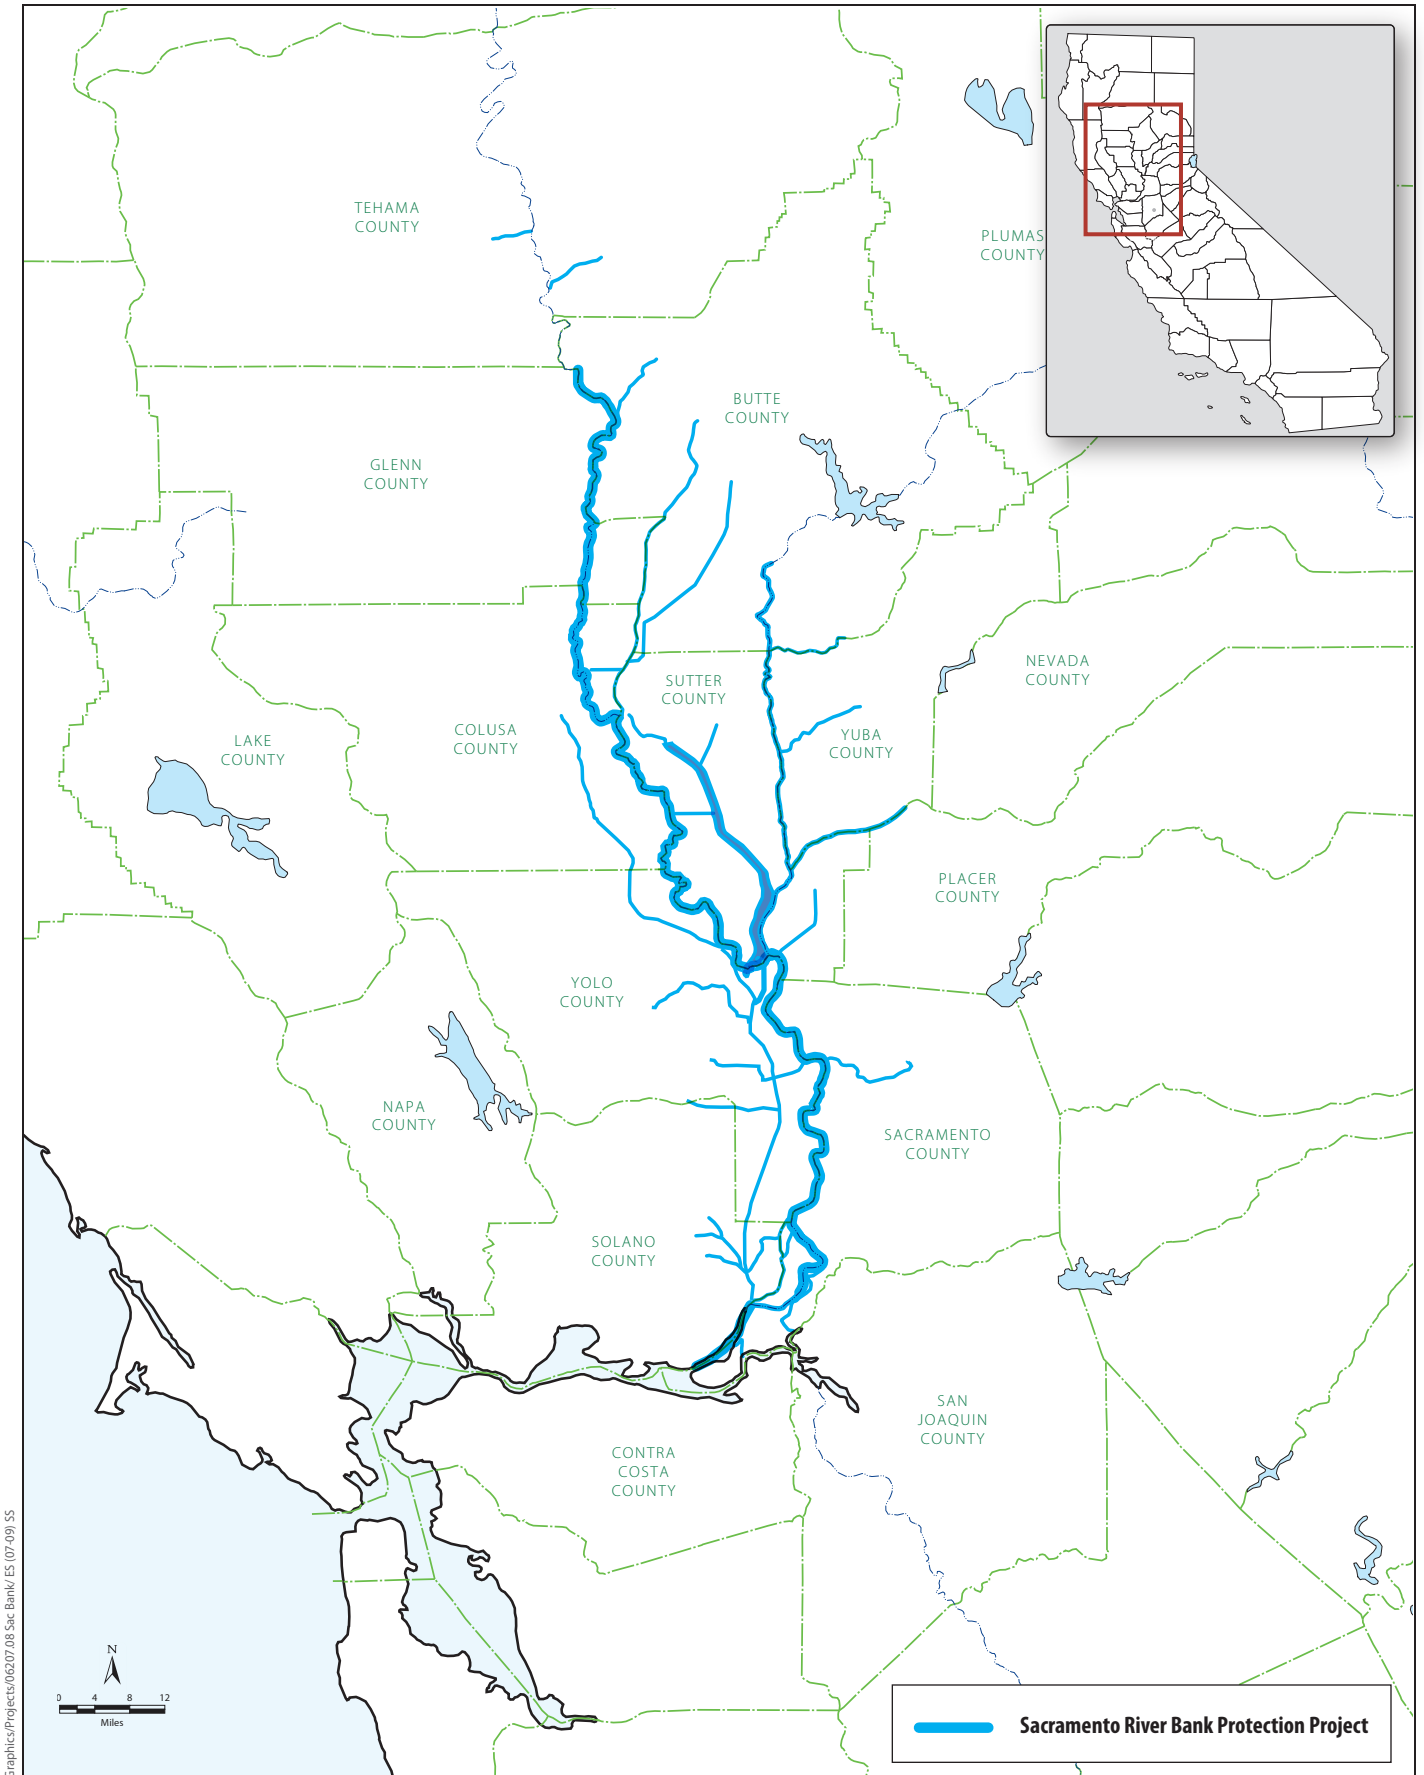 TEHAMA
COUNTY
PLUMAS
COUNTY
BUTTE
COUNTY
GLENN
COUNTY
SUTTER
COUNTY
NEVADA
COUNTY
COLUSA
COUNTY
LAKE
COUNTY
YUBA
COUNTY
PLACER
COUNTY
YOLO
COUNTY
NAPA
COUNTY
SACRAMENTO
COUNTY
SOLANO
COUNTY
SAN
JOAQUIN
COUNTY
CONTRA
COSTA
COUNTY
N
0 4 8 12
Miles
Sacramento River Bank Protection Project
Graphics/Projects/06207.08 Sac Bank/ ES (07-09) SS